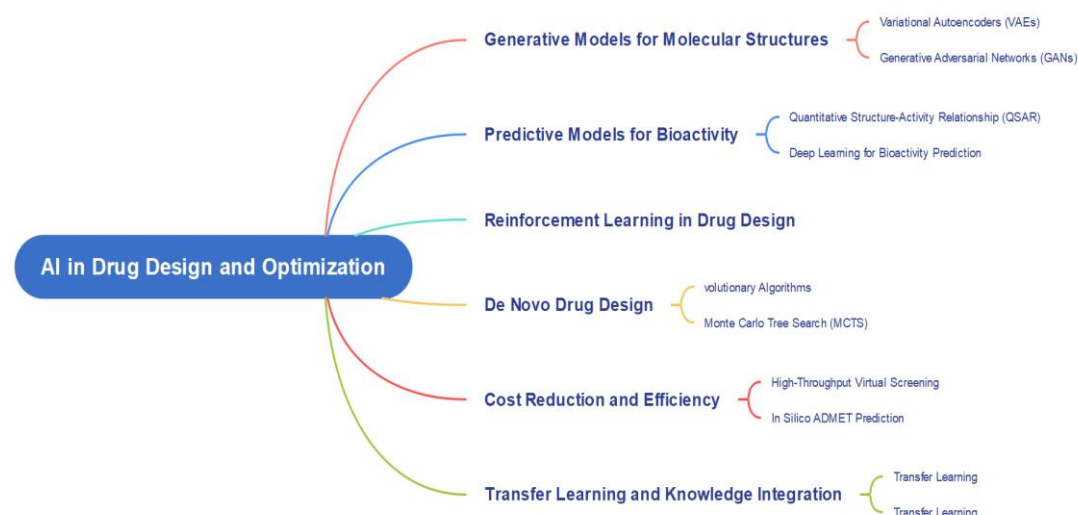 Variational Autoencoders (VAEs)
Generative Models for Molecular Structures
Generative Adversarial Networks (GANs)
Quantitative Structure-Activity Relationship (QSAR)
Predictive Models for Bioactivity
Deep Learning for Bioactivity Prediction
Reinforcement Learning in Drug Design
AI in Drug Design and Optimization
volutionary Algorithms
De Novo Drug Design
Monte Carlo Tree Search (MCTS)
High-Throughput Virtual Screening
Cost Reduction and Efficiency
In Silico ADMET Prediction
Transfer Learning
Transfer Learning and Knowledge Integration
Transfer Learning